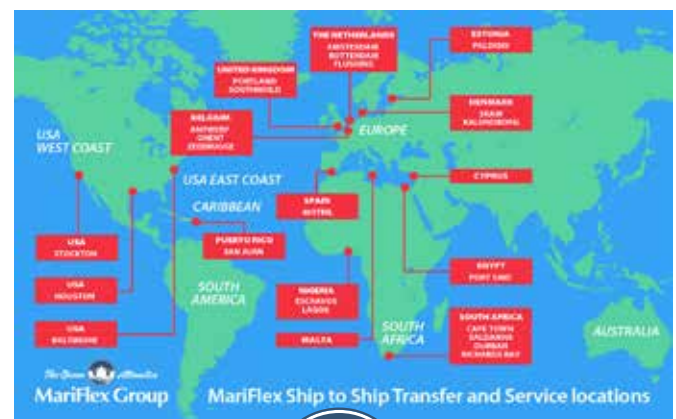 THE NETHERLANDS
AMSTERDAM
ROTTERDAM
FLUSHING
ESTONIA
PALDISKI
UNITED KINGDOM
PORTLAND
SOUTHWOLD
BELGIUM
ANTWERP
GHENT
ZEEBRUGGE
DENMARK
SKAW
KALUNDBORG
USA
WEST COAST
EUROPE
USA EAST COAST
CARIBBEAN
SPAIN
MOTRIL
CYPRUS
USA
STOCKTON
PUERTO RICO
SAN JUAN
USA
HOUSTON
SOUTH
AMERICA
NIGERIA
ESCRAVOS
LAGOS
EGYPT
PORT SAID
USA
BALTIMORE
MALTA
SOUTH
AFRICA
SOUTH AFRICA
CAPE TOWN
SALDANHA
DURBAN
RICHARDS BAY
AUSTRALIA
MariFlex Group
MariFlex Ship to Ship Transfer and Service locations